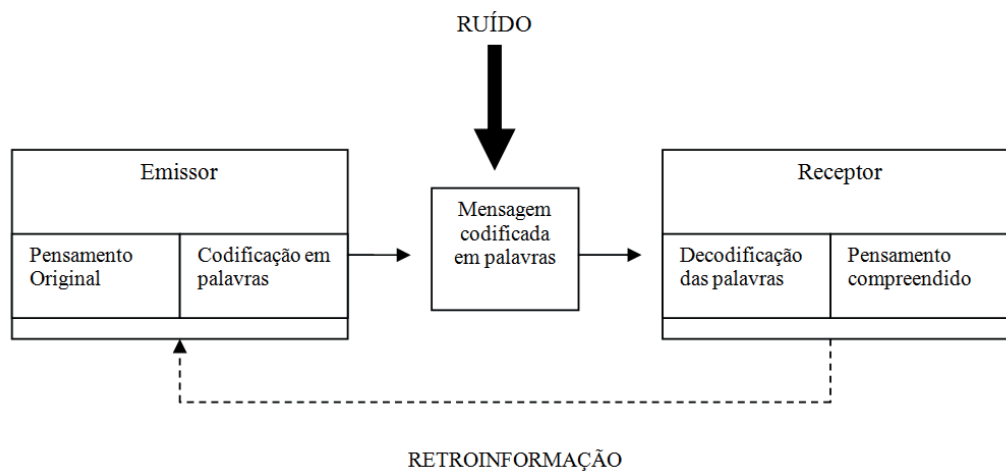 RUÍDO
Emissor
Pensamento
Original
Codificação em
palavras
Mensagem
codificada
em palavras
Receptor
Decodificação
das palavras
Pensamento
compreendido
RETROINFORMAÇÃO